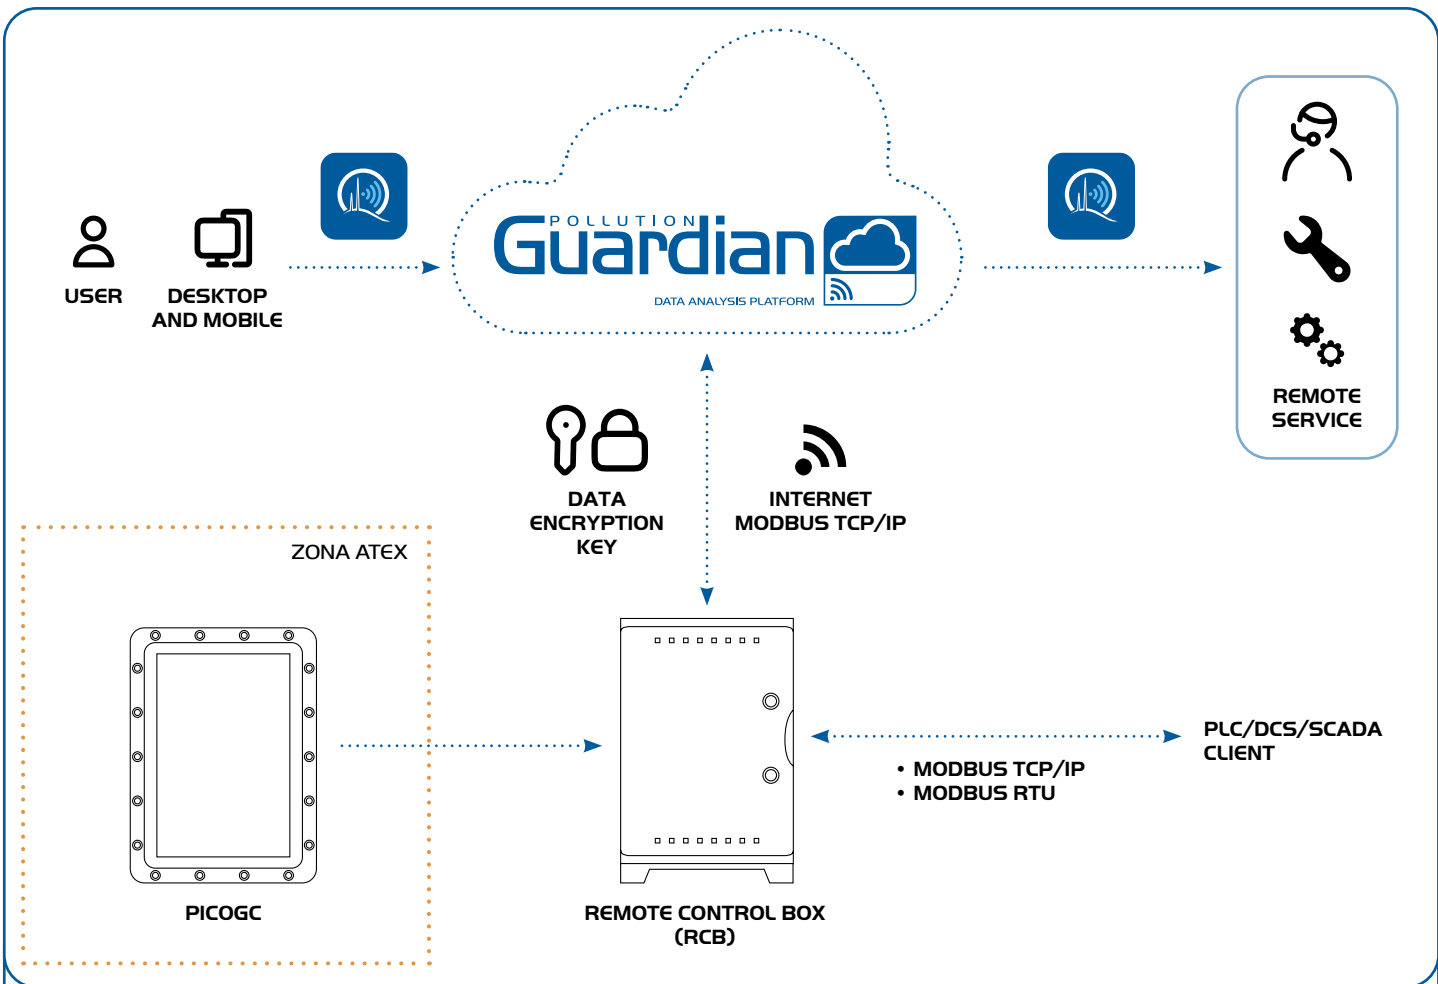 POLLUTION
Guardian
DATA ANALYSIS PLATFORM
USER
DESKTOP
AND MOBILE
REMOTE
SERVICE
DATA
ENCRYPTION
KEY
INTERNET
MODBUS TCP/IP
ZONA ATEX
PLC/DCS/SCADA
CLIENT
• MODBUS TCP/IP
• MODBUS RTU
PICOGC
REMOTE CONTROL BOX
(RCB)